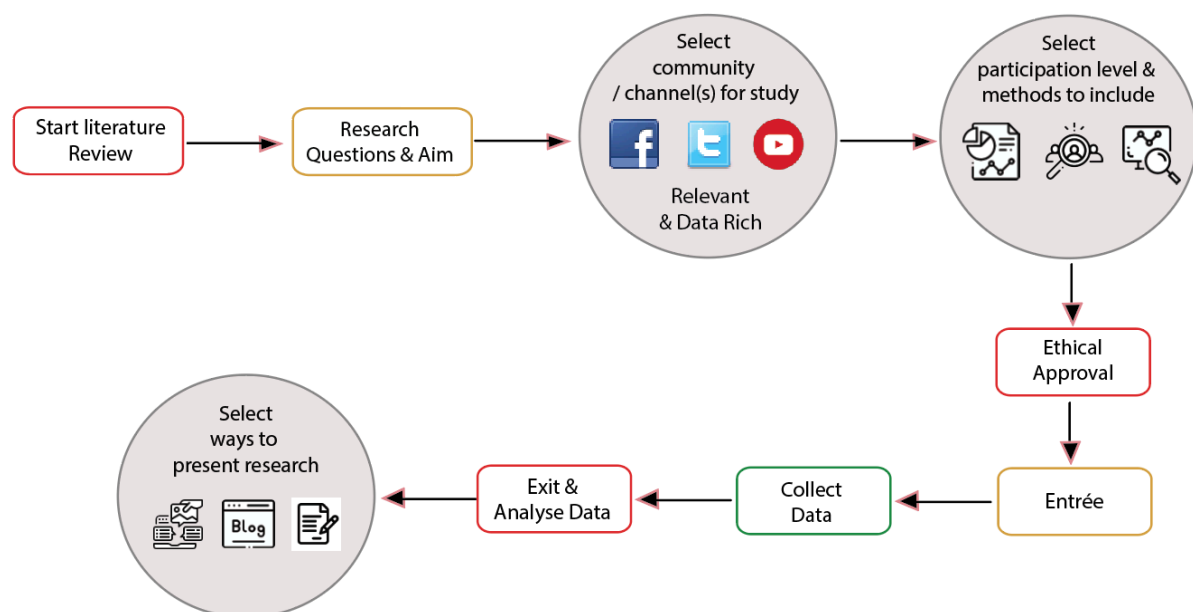 Start literature
Review
Research
Questions & Aim
Select
community
/ channel(s) for study
f
t
Relevant
& Data Rich
Select
participation level &
methods to include
Ethical
Approval
Entrée
Collect
Data
Exit &
Analyse Data
Select
ways to
present research
Blog